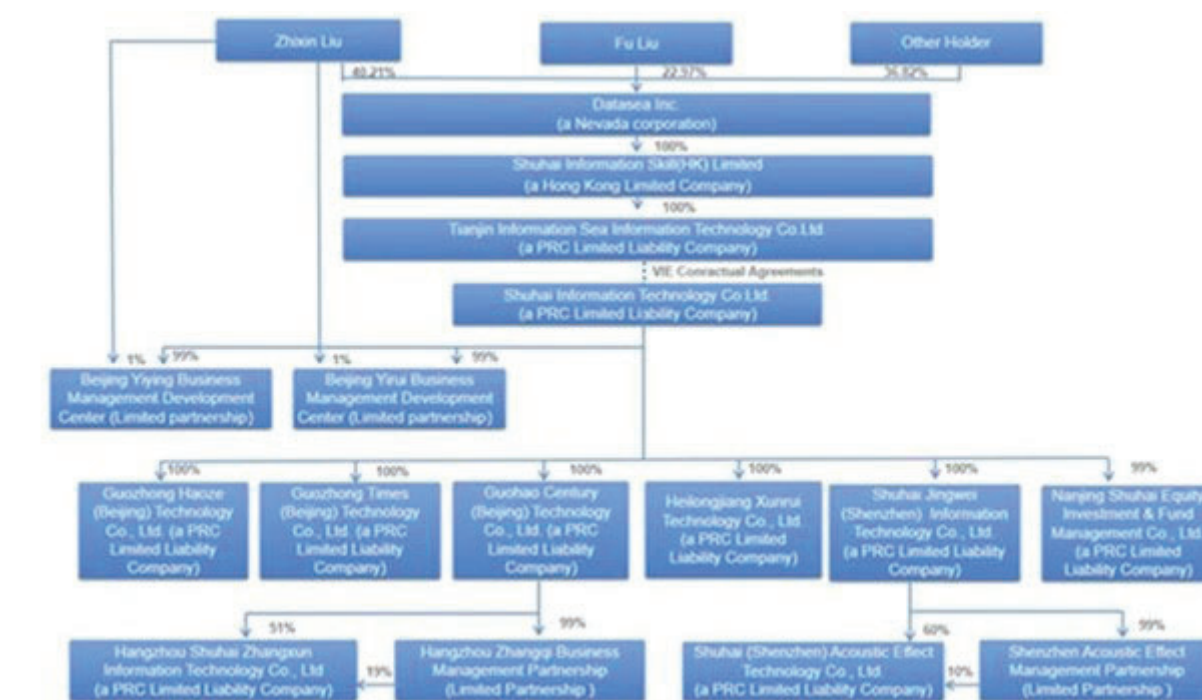 Zhixin Liu
Fu Liu
Other Holder
40.21%
22.97%
36.82%
Datasea Inc.
(a Nevada corporation)
100%
Shuhai Information Skill(HK) Limited
(a Hong Kong Limited Company)
100%
Tianjin Information Sea Information Technology Co.Ltd.
(a PRC Limited Liability Company)
VIE Conractual Agreements
Shuhai Information Technology Co.Ltd.
(a PRC Limited Liability Company)
1%
99%
1%
99%
Beijing Yiying Business
Management Development
Center (Limited partnership)
Beijing Yirui Business
Management Development
Center (Limited partnership)
100%
100%
100%
100%
100%
99%
Guozhong Haoze
(Beijing) Technology
Co., Ltd. (a PRC
Limited Liability
Company)
Guozhong Times
(Beijing) Technology
Co., Ltd. (a PRC
Limited Liability
Company)
Guohao Century
(Beijing) Technology
Co., Ltd. (a PRC
Limited Liability
Company)
Heilongjiang Xunrui
Technology Co., Ltd.
(a PRC Limited
Liability Company)
Shuhai Jingwei
(Shenzhen) Information
Technology Co., Ltd.
(a PRC Limited Liability
Company)
Nanjing Shuhai Equi
Investment & Fund
Management Co., Ltd
(a PRC Limited
Liability Company)
51%
99%
60%
99%
Hangzhou Shuhai Zhangxun
Information Technology Co., Ltd
(a PRC Limited Liability Company)
19%
Hangzhou Zhangqi Business
Management Partnership
(Limited Partnership )
Shuhai (Shenzhen) Acoustic Effect
Technology Co., Ltd.
(a PRC Limited Liability Company)
10%
Shenzhen Acoustic Effect
Management Partnership
(Limited Partnership )